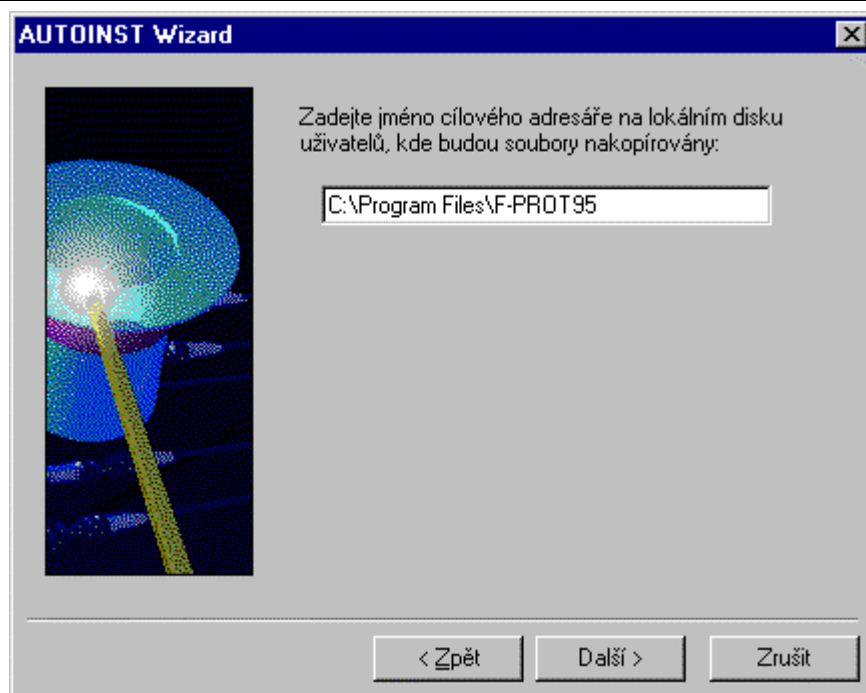 AUTOINST Wizard
Zadejte jméno cílového adresáře na lokálním disku
uživatelů, kde budou soubory nakopírovány:
C:\Program Files\F-PROT95
< Zpět
Další >
Zrušit